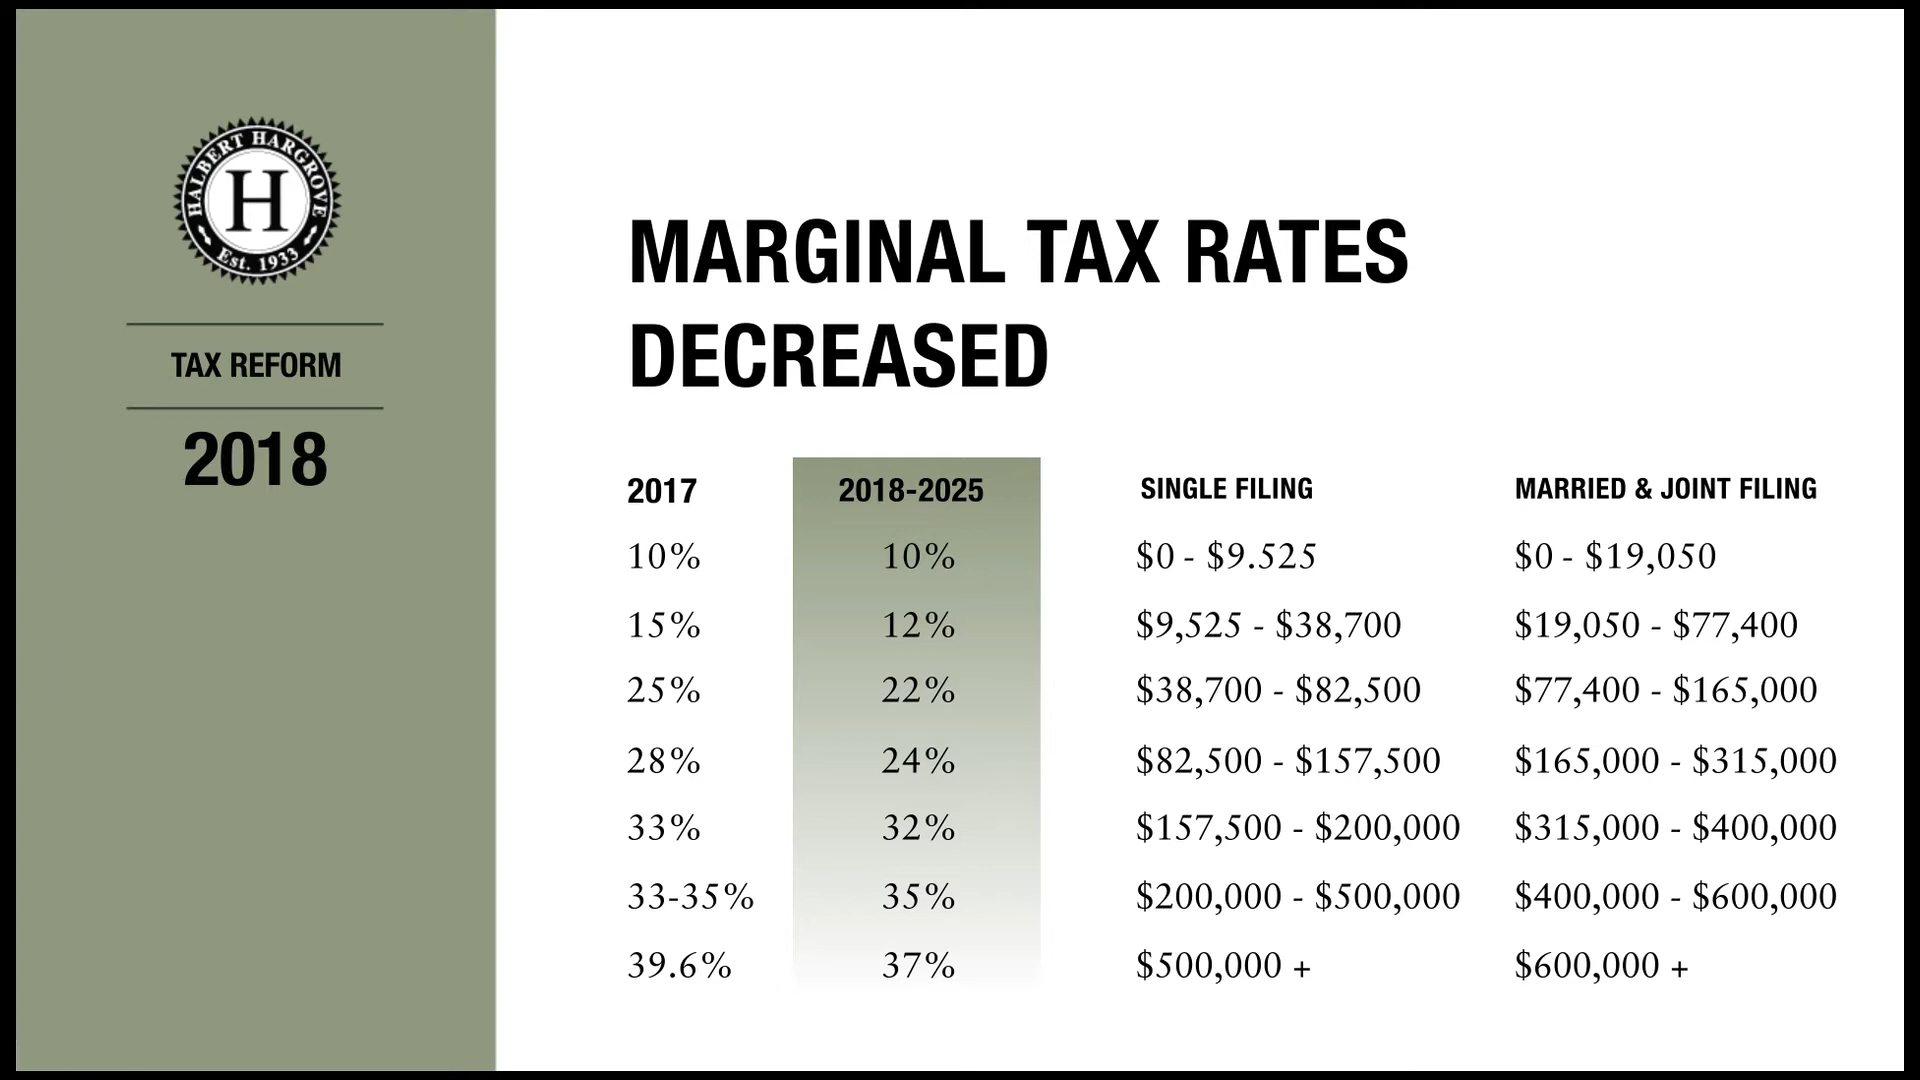 HALBERT HARGROVE
H
Est. 1933
TAX REFORM
2018
MARGINAL TAX RATES
DECREASED
2017 2018-2025 SINGLE FILING MARRIED & JOINT FILING
10% 10% $0 - $9.525 $0 - $19,050
15% 12% $9,525 - $38,700 $19,050 - $77,400
25% 22% $38,700 - $82,500 $77,400 - $165,000
28% 24% $82,500 - $157,500 $165,000 - $315,000
33% 32% $157,500 - $200,000 $315,000 - $400,000
33-35% 35% $200,000 - $500,000 $400,000 - $600,000
39.6% 37% $500,000 + $600,000 +